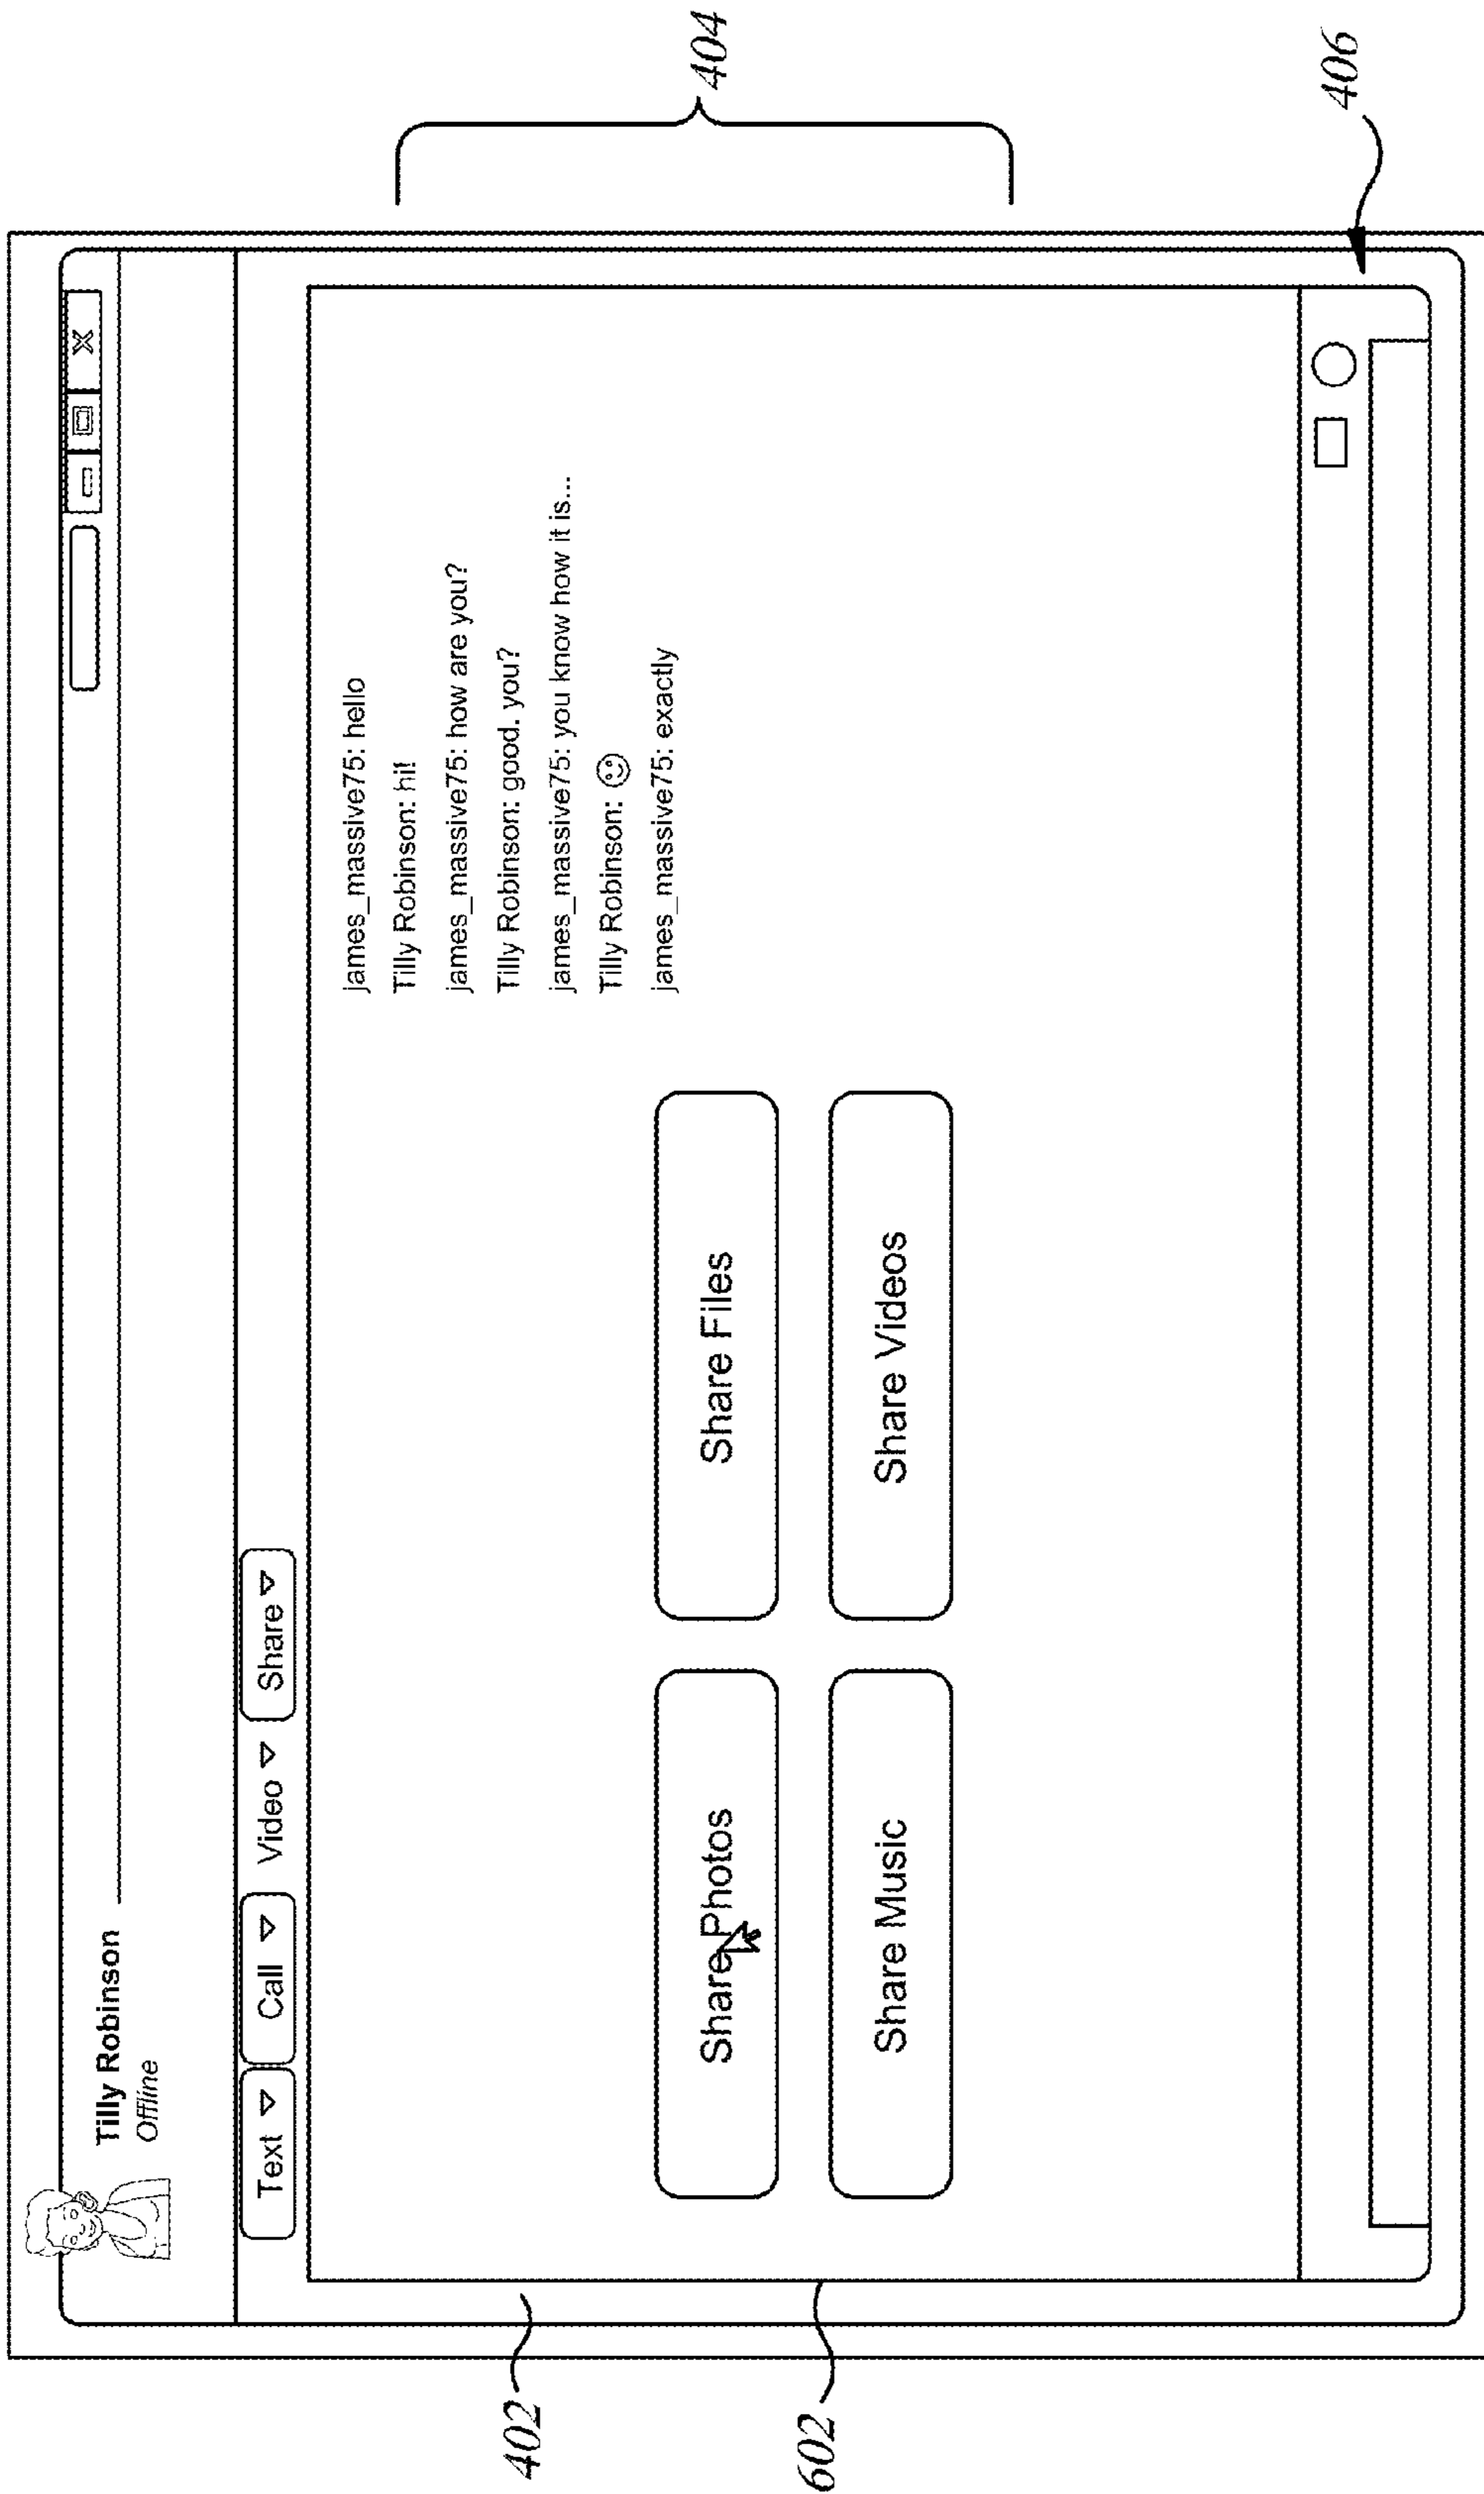 Tilly Robinson
Offline
X
Text Call Video Share
james_massive75: hello
Tilly Robinson: hi!
james_massive75: how are you?
Tilly Robinson: good. you?
james_massive75: you know how it is...
Tilly Robinson: ☺
james_massive75: exactly
Share Photos
Share Files
Share Music
Share Videos
402
602
404
406